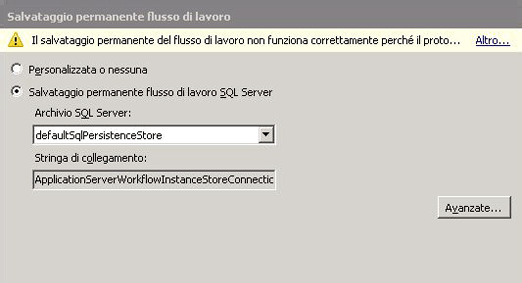 Salvataggio permanente flusso di lavoro
Il salvataggio permanente del flusso di lavoro non funziona correttamente perché il proto... Altro...
Personalizzata o nessuna
Salvataggio permanente flusso di lavoro SQL Server
Archivio SQL Server:
defaultSqlPersistenceStore
Stringa di collegamento:
ApplicationServerWorkflowInstanceStoreConnectic
Avanzate...